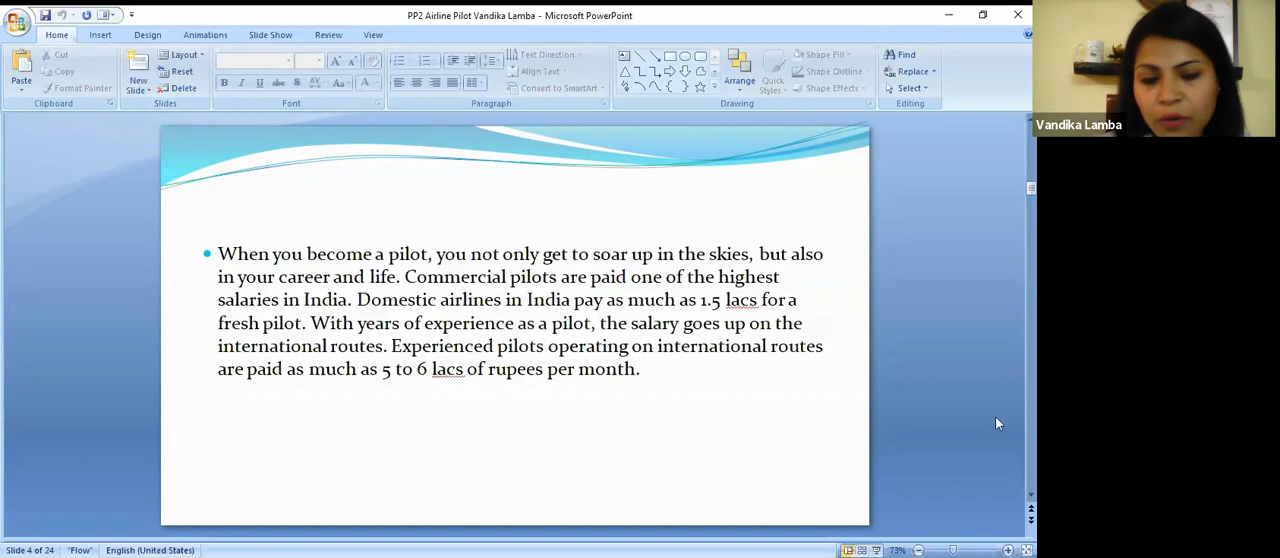 PP2 Airline Pilot Vandika Lamba - Microsoft PowerPoint
Home Insert Design Animations Slide Show Review View
Paste
Cut
Copy
Format Painter
Clipboard
New
Slide
Layout
Reset
Delete
Slides
B I U abc S AV Aa A
Font
Text Direction
Align Text
Convert to SmartArt
Paragraph
Arrange
Quick
Styles
Shape Fill
Shape Outline
Shape Effects
Drawing
Find
Replace
Select
Editing
Vandika Lamba
When you become a pilot, you not only get to soar up in the skies, but also
in your career and life. Commercial pilots are paid one of the highest
salaries in India. Domestic airlines in India pay as much as 1.5 lacs for a
fresh pilot. With years of experience as a pilot, the salary goes up on the
international routes. Experienced pilots operating on international routes
are paid as much as 5 to 6 lacs of rupees per month.
Slide 4 of 24 "Flow" English (United States) 73%